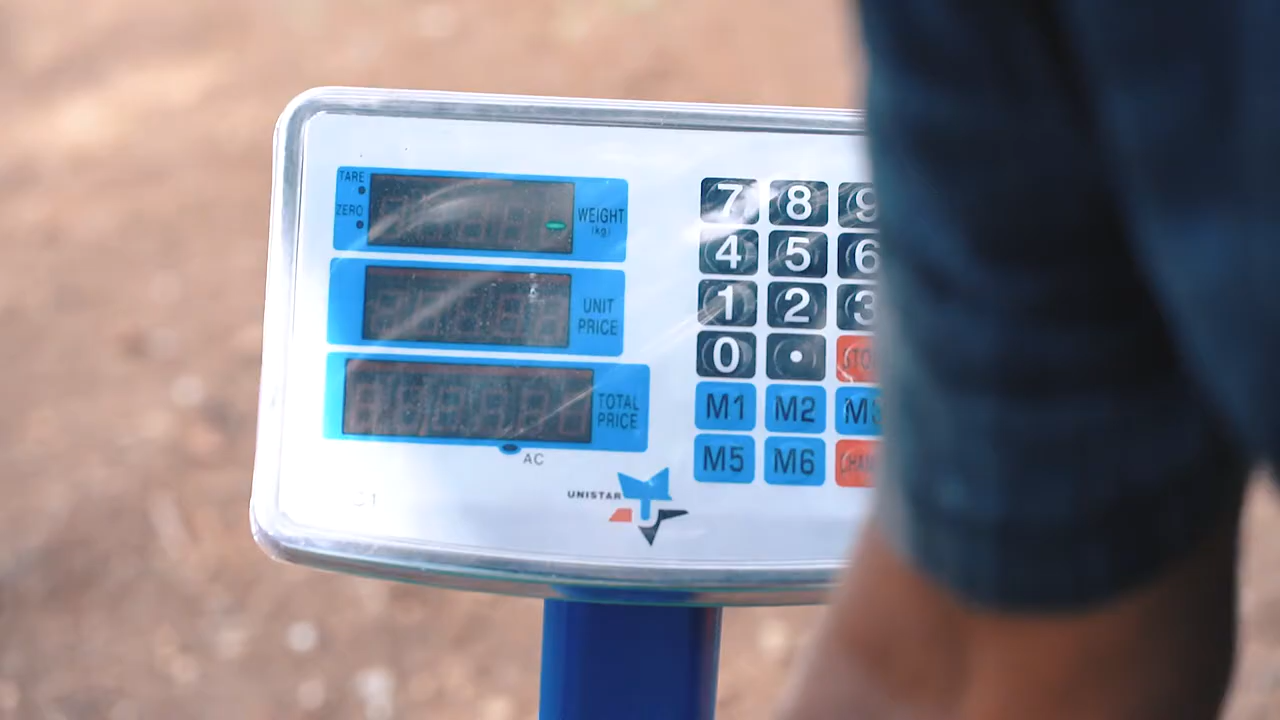 TARE
ZERO
WEIGHT
(kg)
UNIT
PRICE
TOTAL
PRICE
AC
UNISTAR
7 8 9
4 5 6
1 2 3
0 •
M1 M2
M5 M6